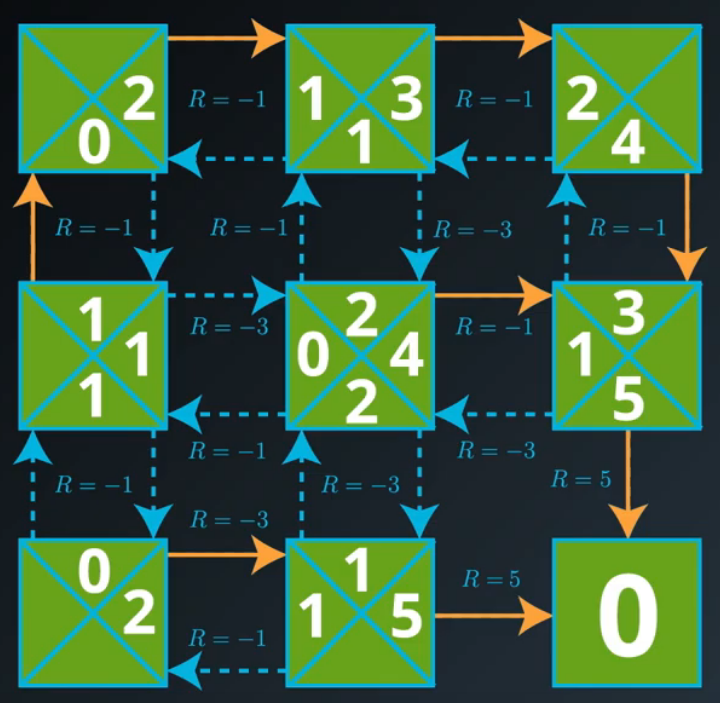 2 1 3 2
R = −1 R = −1
0 1 4
R = −1 R = −1 R = −3 R = −1
1 2 3
R = −3 R = −1
1 0 4 1
1 2 5
R = −1 R = −3
R = −1 R = −3 R = 5
R = −3
0 1
R = 5
2 1 5 0
R = −1